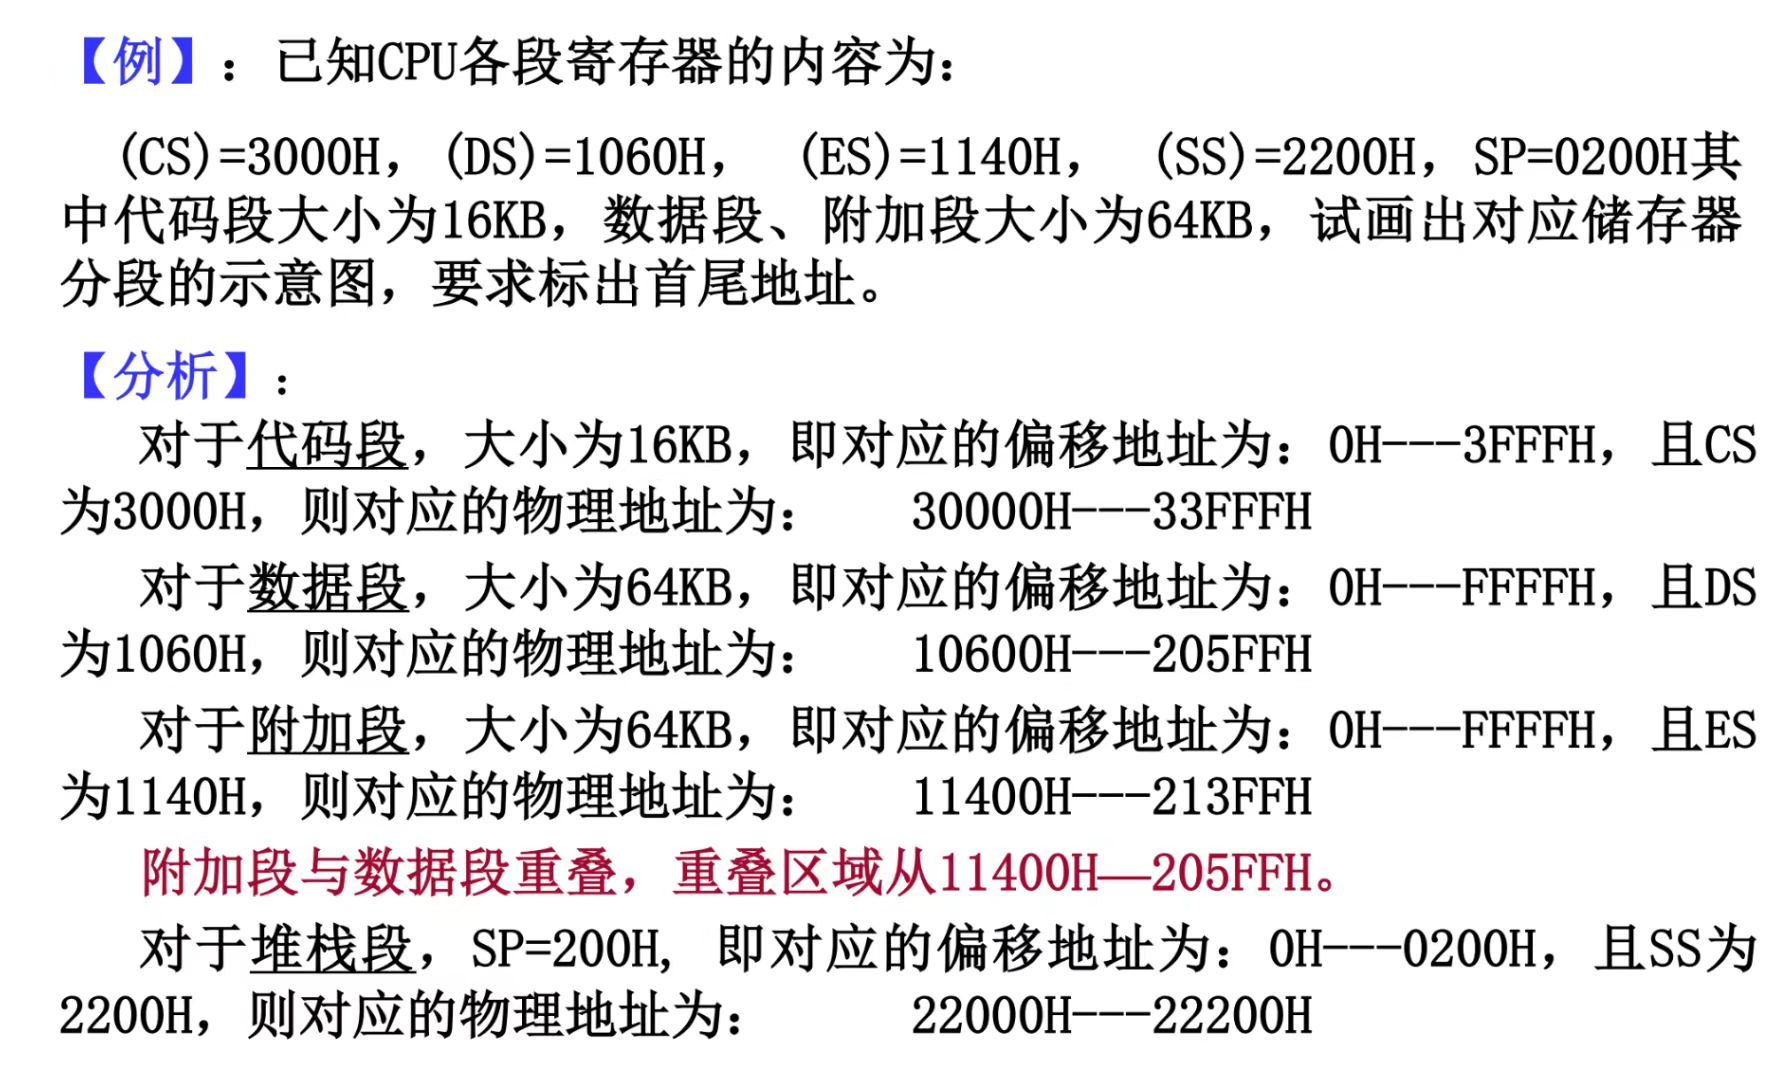 【例】：已知CPU各段寄存器的内容为：
(CS)=3000H，(DS)=1060H， (ES)=1140H， (SS)=2200H，SP=0200H其
中代码段大小为16KB，数据段、附加段大小为64KB，试画出对应储存器
分段的示意图，要求标出首尾地址。
【分析】：
对于代码段，大小为16KB，即对应的偏移地址为：0H---3FFFH，且CS
为3000H，则对应的物理地址为： 30000H---33FFFH
对于数据段，大小为64KB，即对应的偏移地址为：0H---FFFFH，且DS
为1060H，则对应的物理地址为： 10600H---205FFH
对于附加段，大小为64KB，即对应的偏移地址为：0H---FFFFH，且ES
为1140H，则对应的物理地址为： 11400H---213FFH
附加段与数据段重叠，重叠区域从11400H—205FFH。
对于堆栈段，SP=200H, 即对应的偏移地址为：0H---0200H，且SS为
2200H，则对应的物理地址为： 22000H---22200H